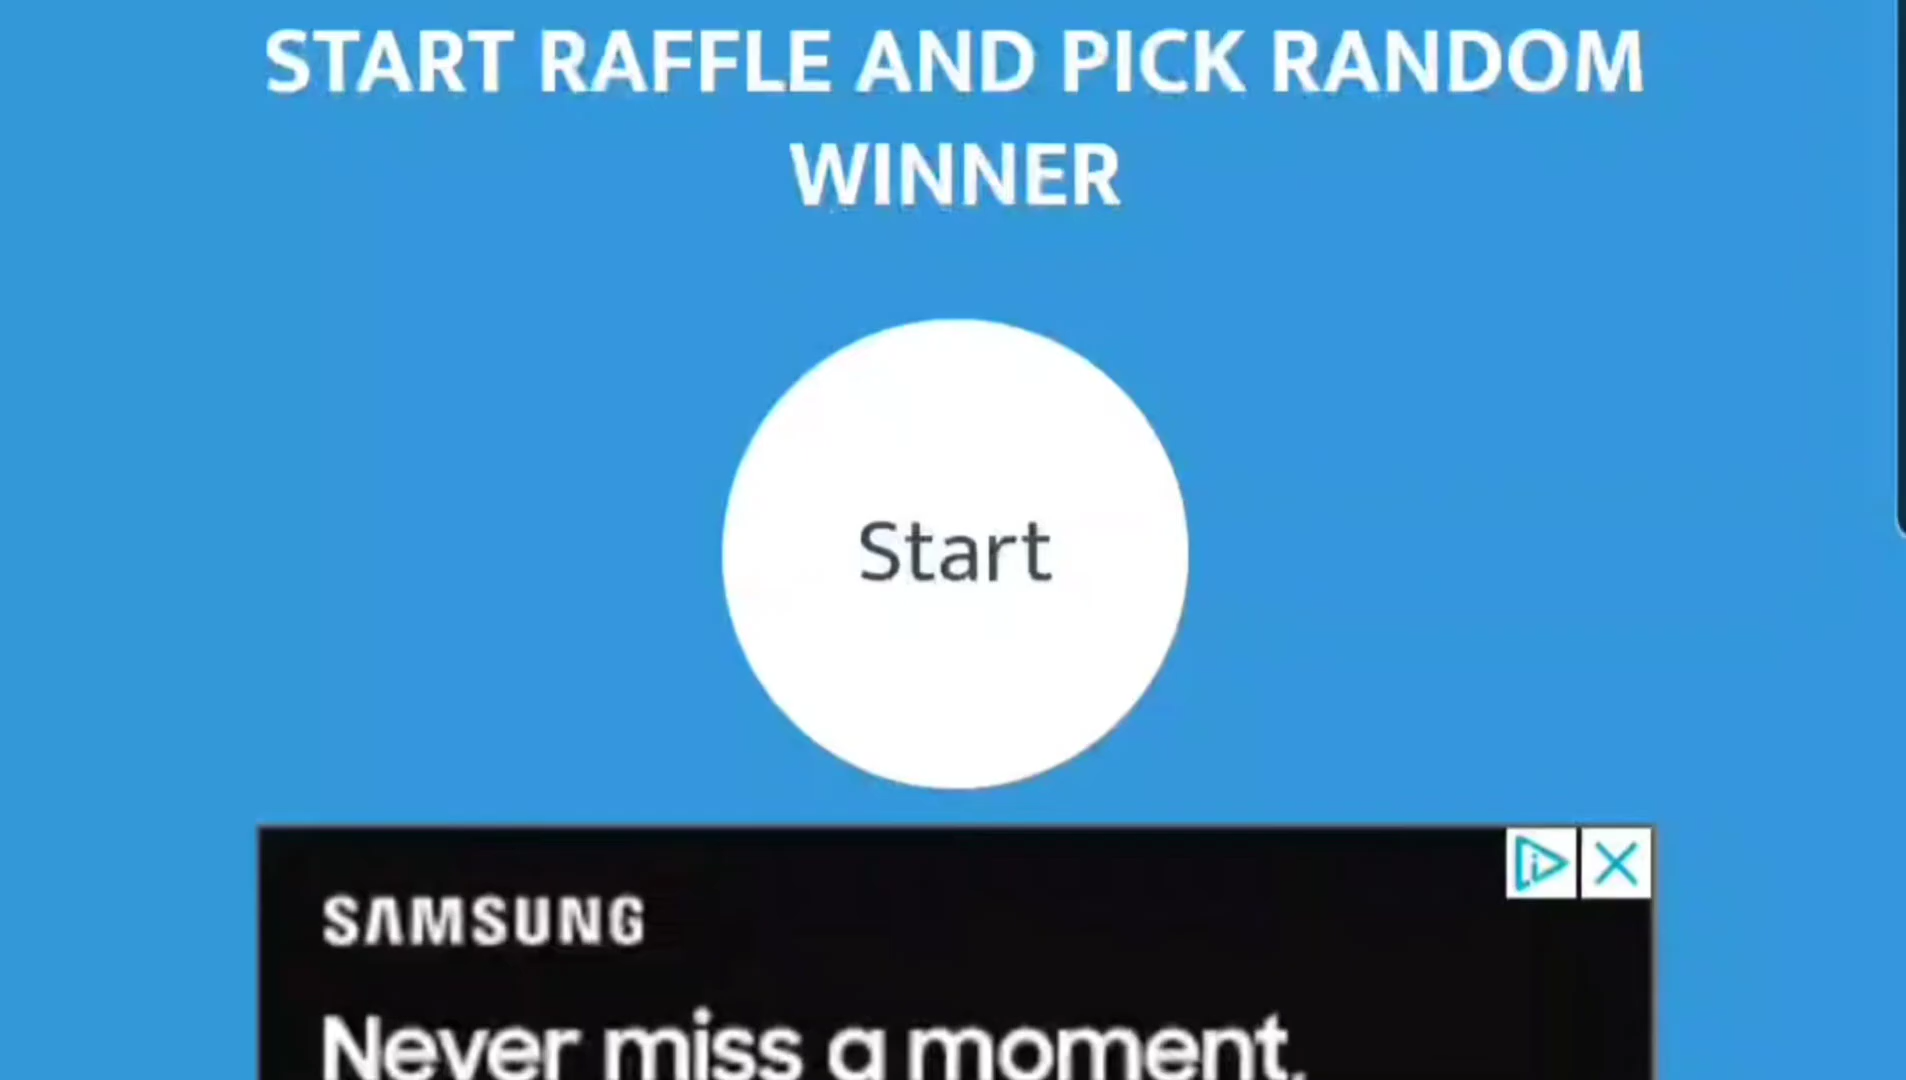 START RAFFLE AND PICK RANDOM
WINNER
Start
SAMSUNG
Never miss a moment.